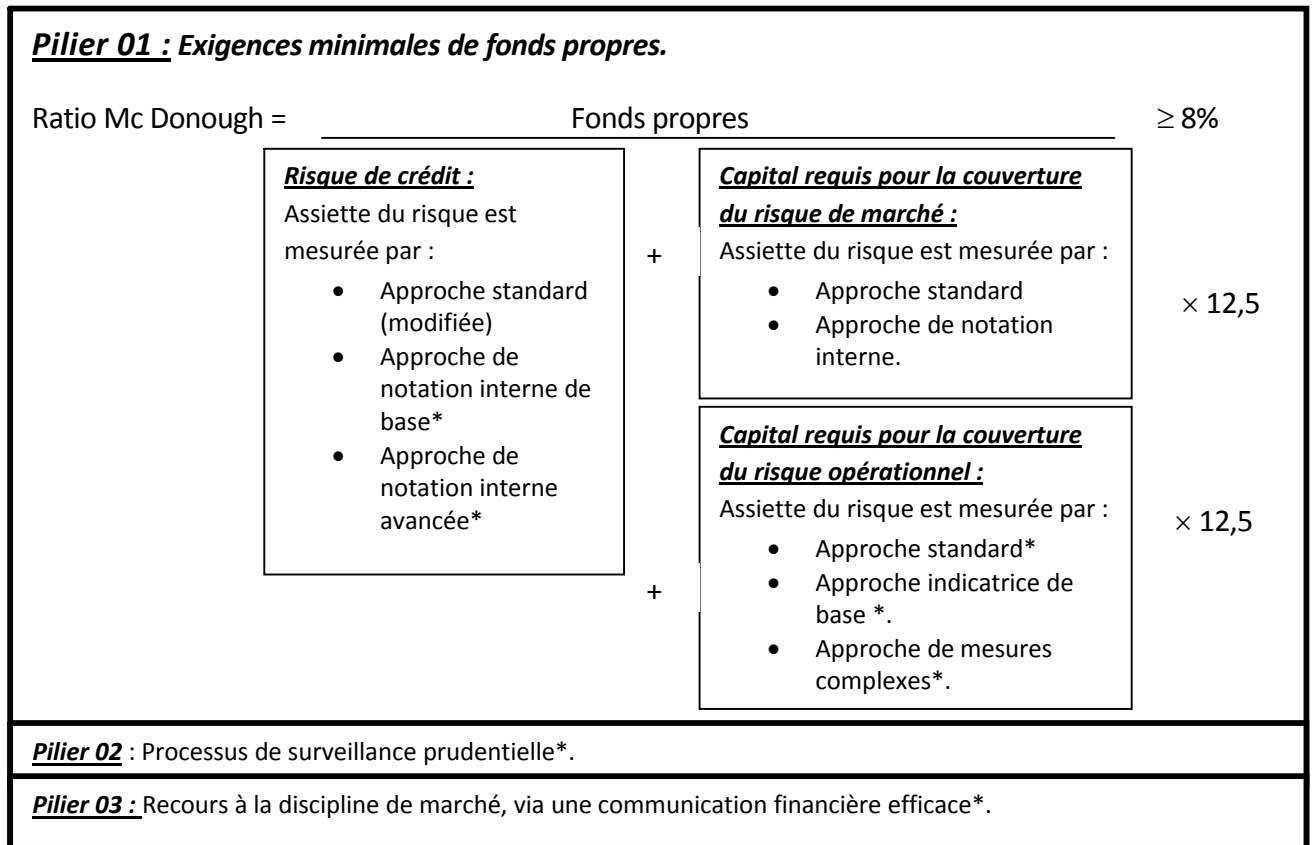 Pilier 01 : Exigences minimales de fonds propres.
Ratio Mc Donough = Fonds propres ≥ 8%
Risque de crédit :
Assiette du risque est
mesurée par :
• Approche standard
(modifiée)
• Approche de
notation interne de
base*
• Approche de
notation interne
avancée*
+
Capital requis pour la couverture
du risque de marché :
Assiette du risque est mesurée par :
• Approche standard
• Approche de notation
interne.
× 12,5
+
Capital requis pour la couverture
du risque opérationnel :
Assiette du risque est mesurée par :
• Approche standard*
• Approche indicatrice de
base *.
• Approche de mesures
complexes*.
× 12,5
Pilier 02 : Processus de surveillance prudentielle*.
Pilier 03 : Recours à la discipline de marché, via une communication financière efficace*.